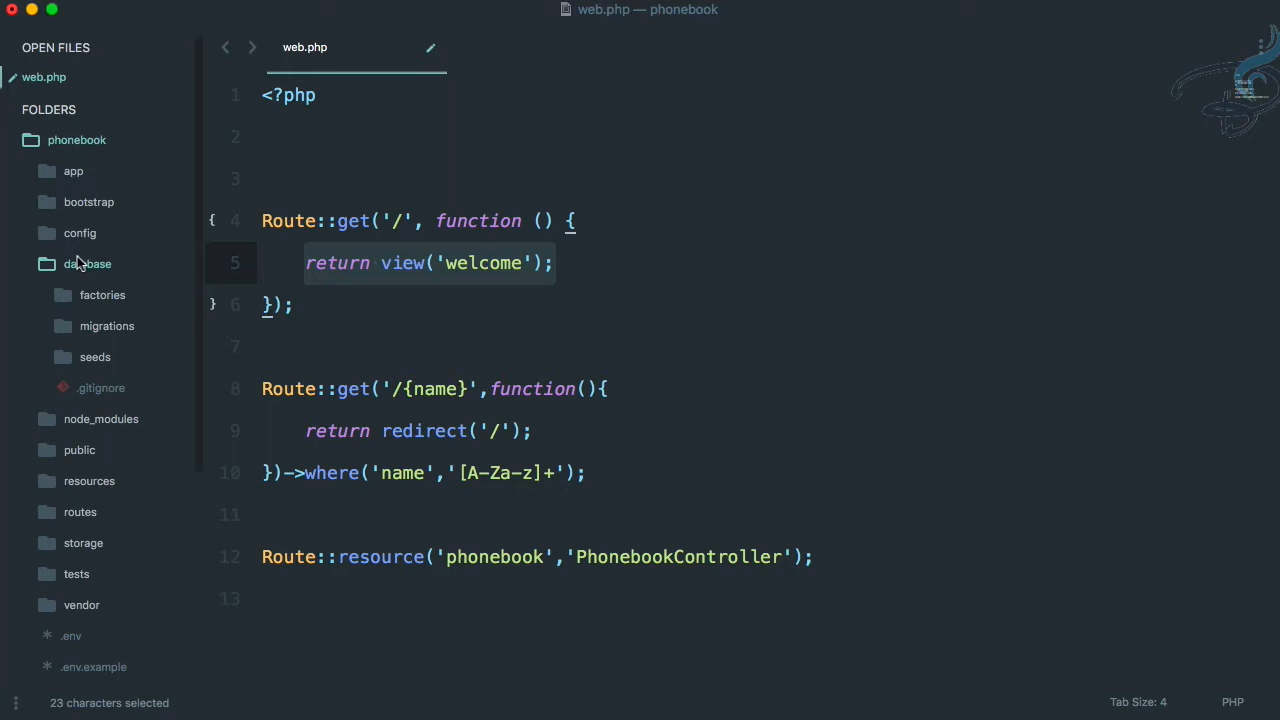 web.php — phonebook
OPEN FILES
web.php
FOLDERS
phonebook
app
bootstrap
config
database
factories
migrations
seeds
.gitignore
node_modules
public
resources
routes
storage
tests
vendor
.env
.env.example
web.php
1 <?php
2
3
4 Route::get('/', function () {
5 return view('welcome');
6 });
7
8 Route::get('/{name}',function(){
9 return redirect('/');
10 })->where('name','[A-Za-z]+');
11
12 Route::resource('phonebook','PhonebookController');
13
23 characters selected
Tab Size: 4
PHP